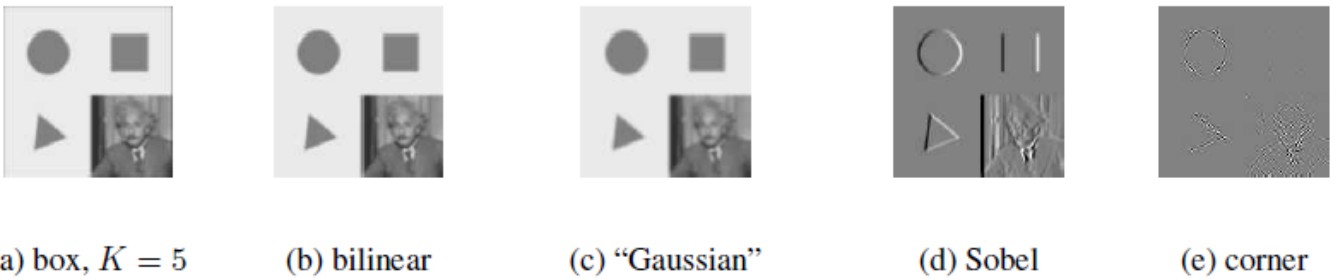 a) box, K = 5
(b) bilinear
(c) “Gaussian”
(d) Sobel
(e) corner